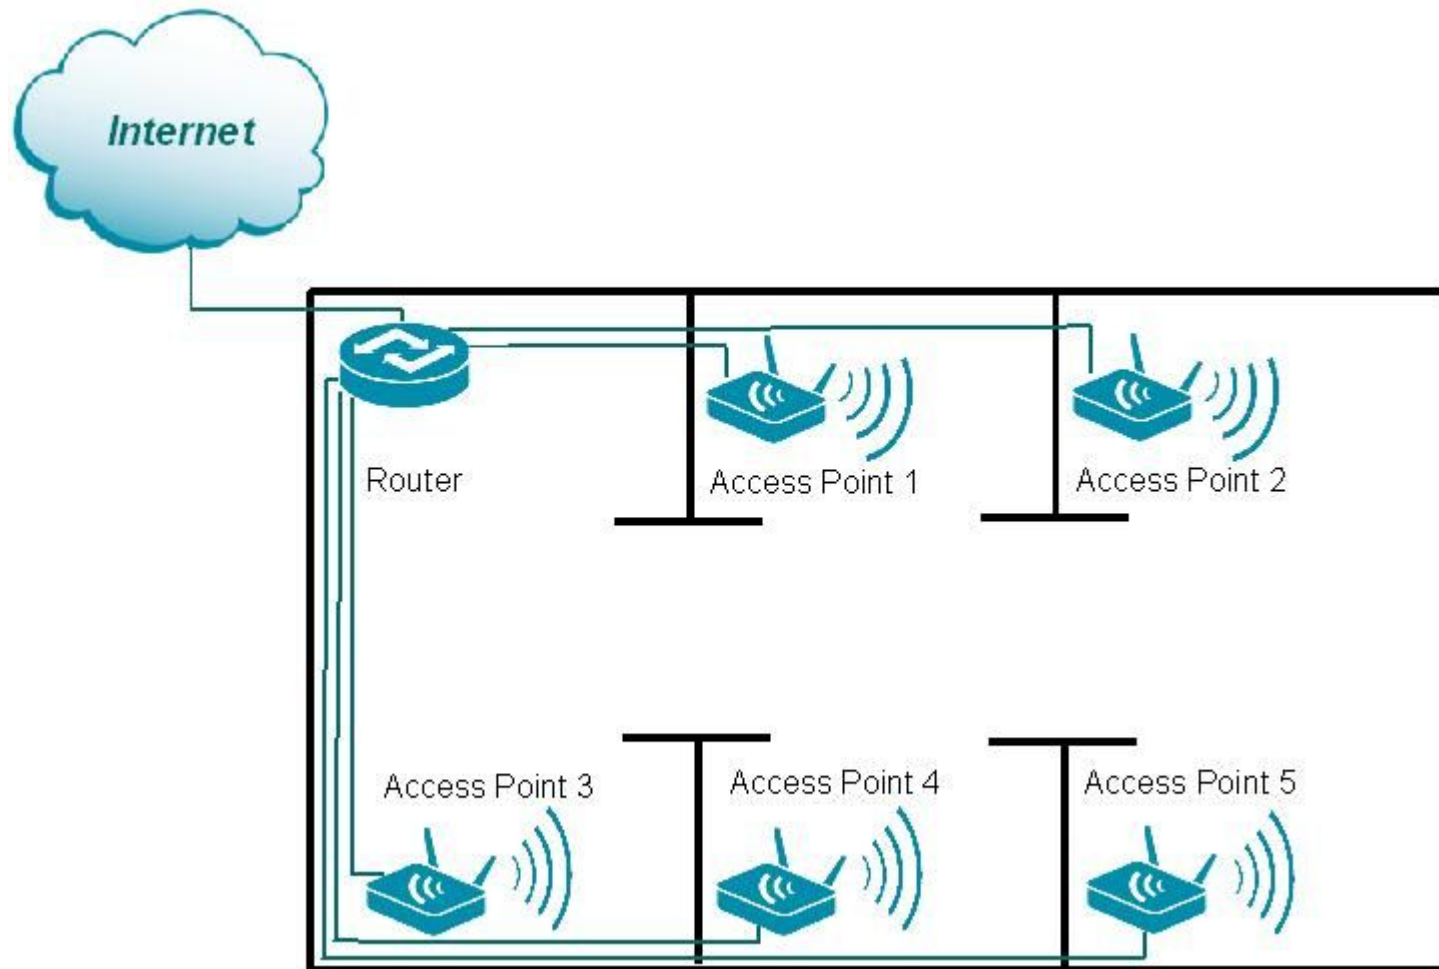 Internet
Router
Access Point 1
Access Point 2
Access Point 3
Access Point 4
Access Point 5